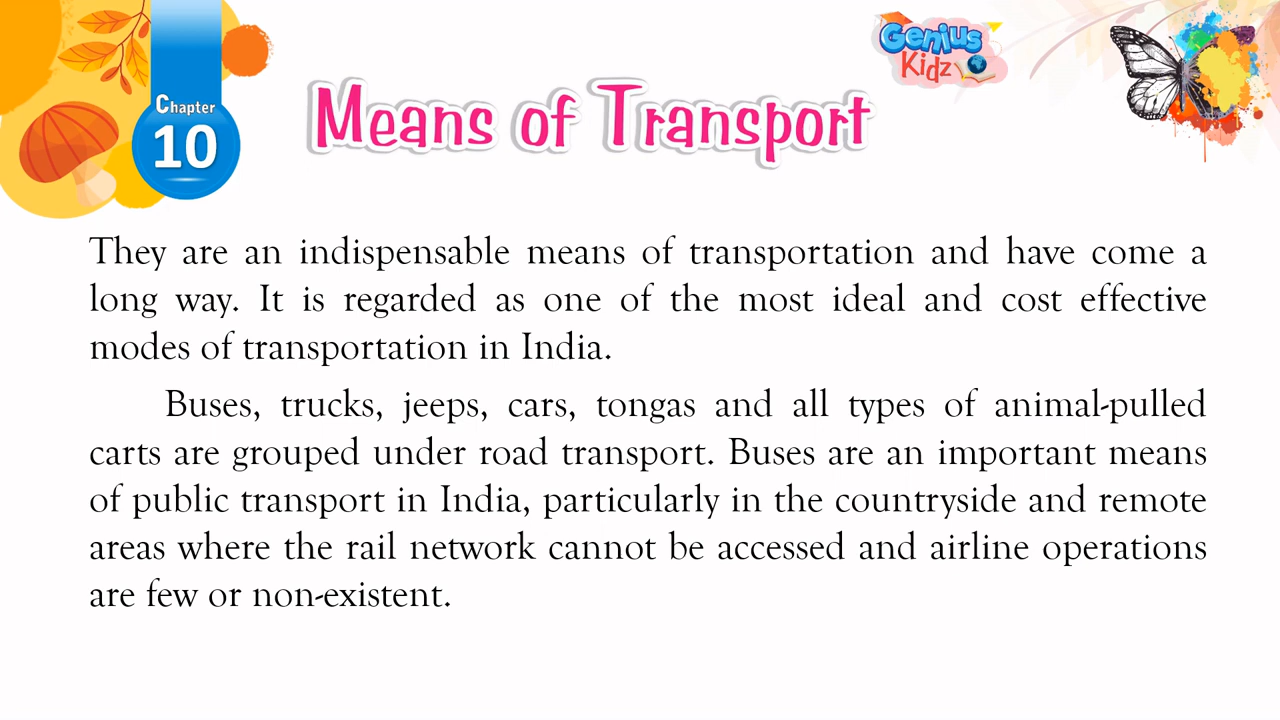 Chapter
10
Means of Transport
Genius
Kidz
They are an indispensable means of transportation and have come a
long way. It is regarded as one of the most ideal and cost effective
modes of transportation in India.
Buses, trucks, jeeps, cars, tongas and all types of animal-pulled
carts are grouped under road transport. Buses are an important means
of public transport in India, particularly in the countryside and remote
areas where the rail network cannot be accessed and airline operations
are few or non-existent.